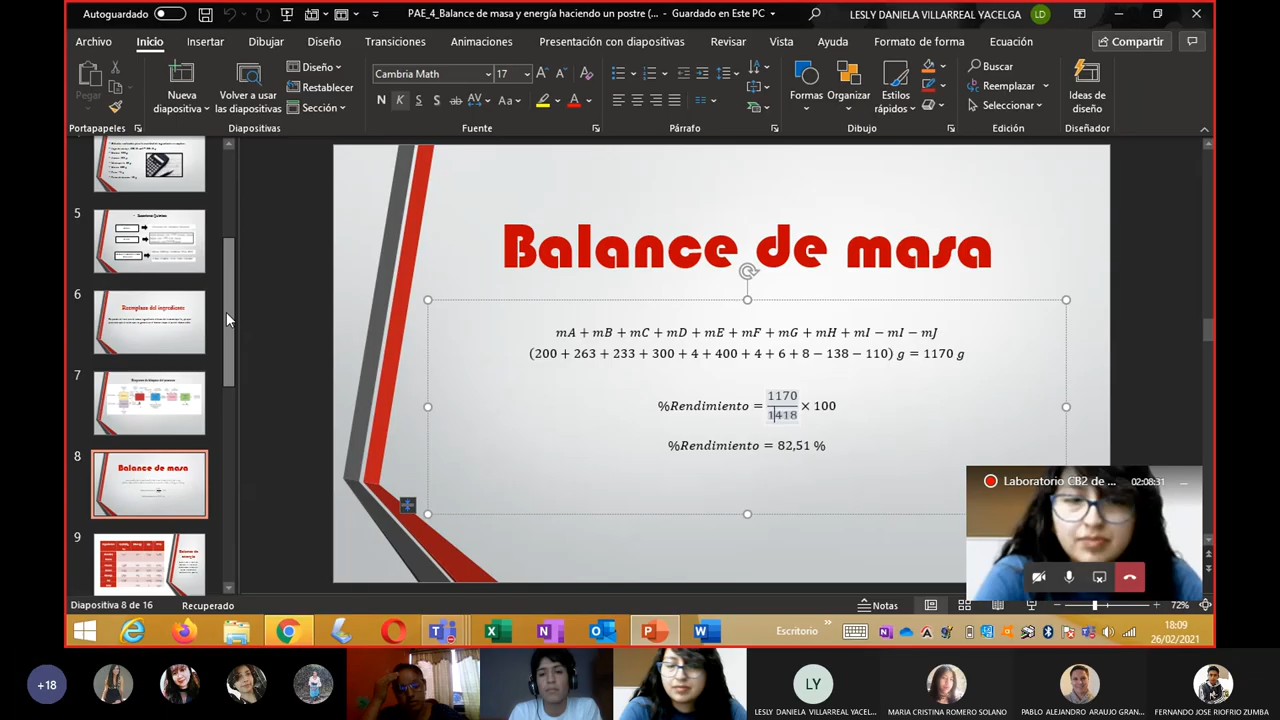 Autoguardado
PAE_4_Balance de masa y energía haciendo un postre (... - Guardado en Este PC
LESLY DANIELA VILLARREAL YACELGA
LD
Archivo Inicio Insertar Dibujar Diseño Transiciones Animaciones Presentación con diapositivas Revisar Vista Ayuda Formato de forma Ecuación
Compartir
Pegar
Nueva diapositiva
Volver a usar las diapositivas
Diseño
Restablecer
Sección
Cambria Math 17
N K S S ab AV Aa A
Formas
Organizar
Estilos rápidos
Buscar
Reemplazar
Seleccionar
Ideas de diseño
Portapapeles Diapositivas Fuente Párrafo Dibujo Edición Diseñador
5
6
Reemplazo del ingrediente
7
8
Balance de masa
9
Balance de energía
Balance de masa
mA + mB + mC + mD + mE + mF + mG + mH + mI − mI − mJ
(200 + 263 + 233 + 300 + 4 + 400 + 4 + 6 + 8 − 138 − 110) g = 1170 g
%Rendimiento = 1170/1418 × 100
%Rendimiento = 82,51 %
Laboratorio CB2 de ... 02:08:31
Diapositiva 8 de 16
Recuperado
Notas
72%
Escritorio
18:09
26/02/2021
+18
LY
LESLY DANIELA VILLARREAL YACEL...
MARIA CRISTINA ROMERO SOLANO
PABLO ALEJANDRO ARAUJO GRAN...
FERNANDO JOSE RIOFRIO ZUMBA